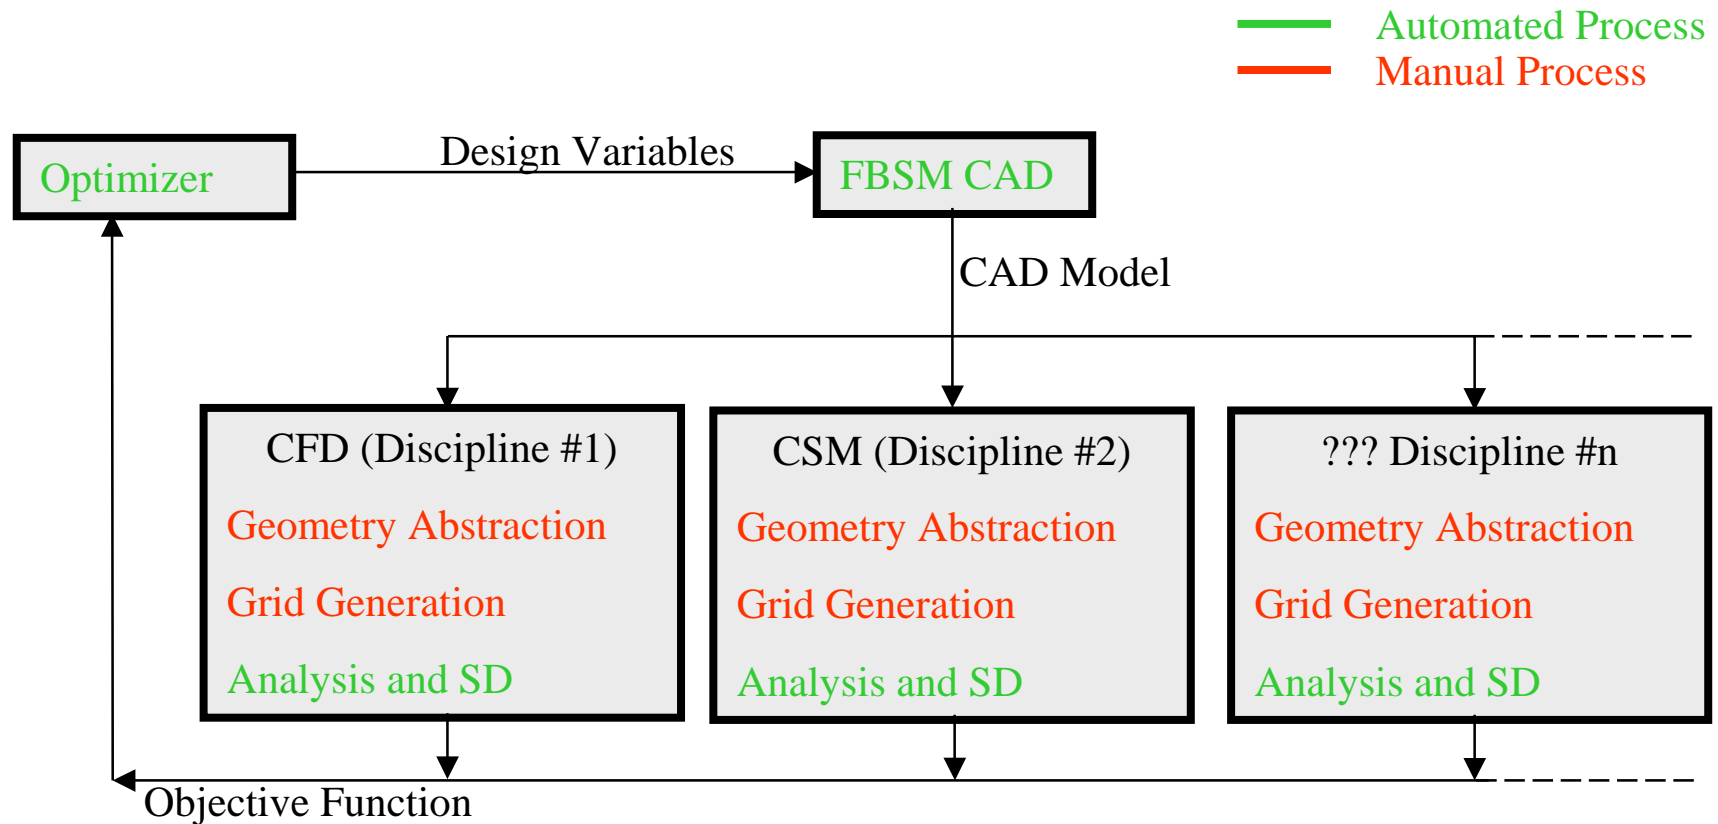 Automated Process
Manual Process
Optimizer
Design Variables
FBSM CAD
CAD Model
CFD (Discipline #1)
Geometry Abstraction
Grid Generation
Analysis and SD
CSM (Discipline #2)
Geometry Abstraction
Grid Generation
Analysis and SD
??? Discipline #n
Geometry Abstraction
Grid Generation
Analysis and SD
Objective Function